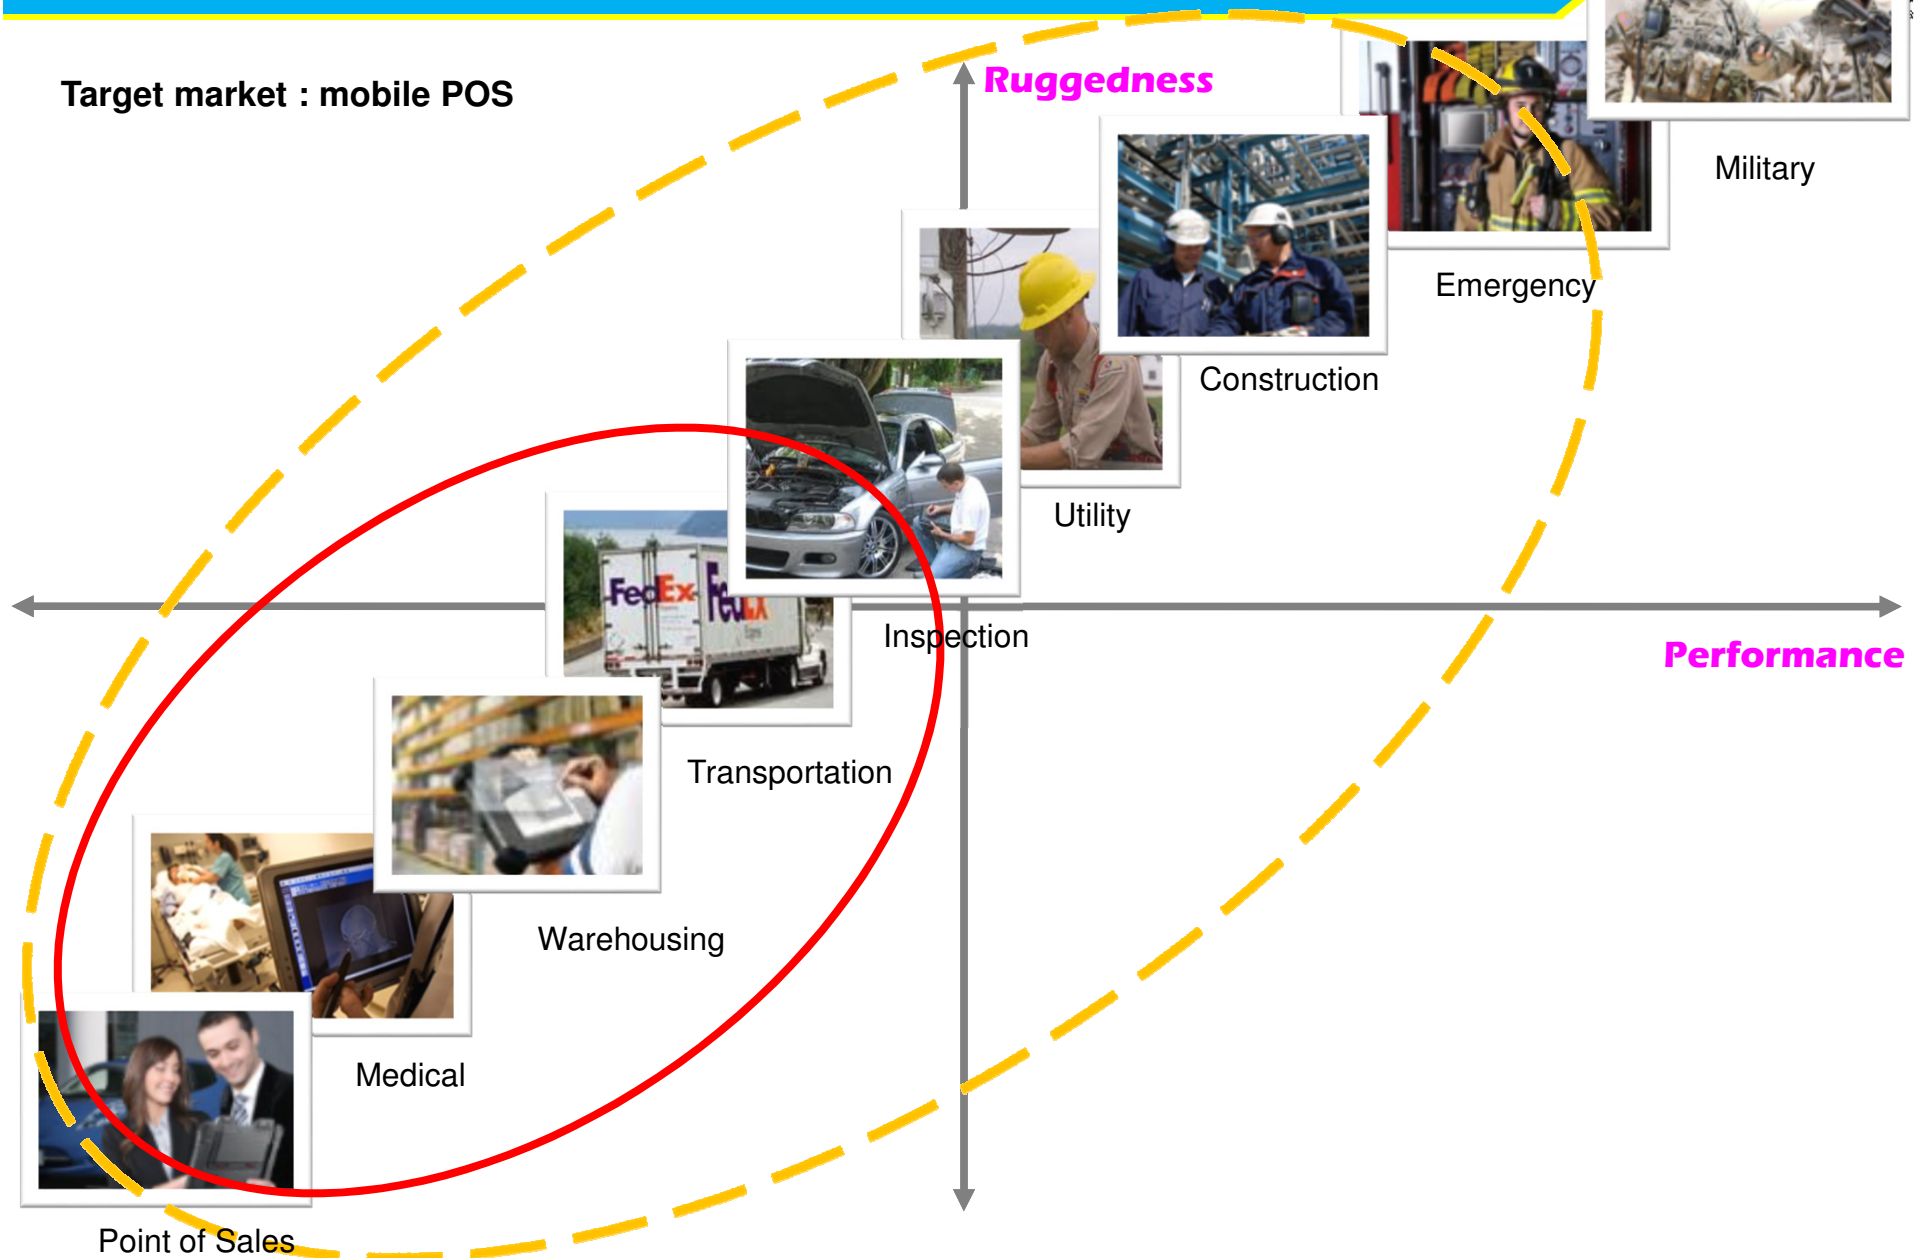 Target market : mobile POS
Ruggedness
Military
Emergency
Construction
Utility
FedEx
FedEx
Inspection
Performance
Transportation
Warehousing
Medical
Point of Sales